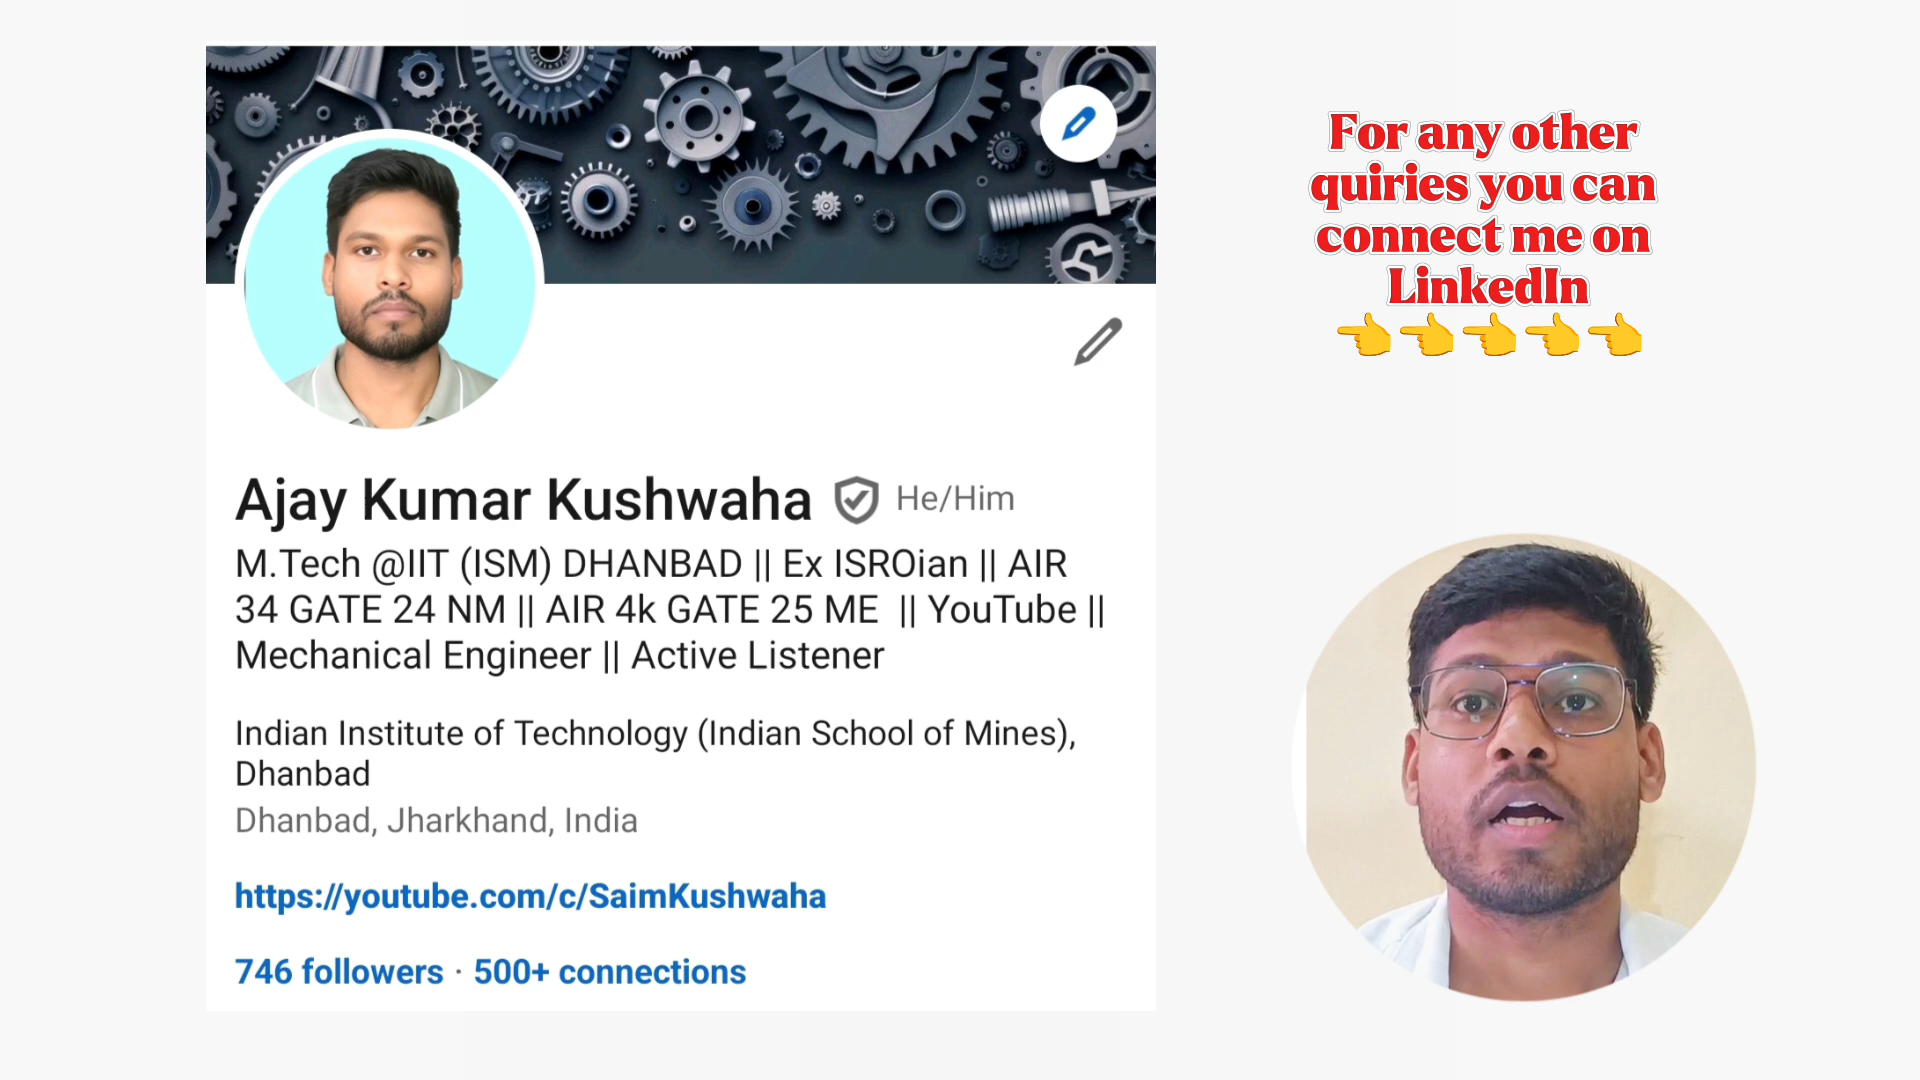 Ajay Kumar Kushwaha He/Him
M.Tech @IIT (ISM) DHANBAD || Ex ISROian || AIR
34 GATE 24 NM || AIR 4k GATE 25 ME || YouTube ||
Mechanical Engineer || Active Listener
Indian Institute of Technology (Indian School of Mines),
Dhanbad
Dhanbad, Jharkhand, India
https://youtube.com/c/SaimKushwaha
746 followers · 500+ connections
For any other
quiries you can
connect me on
LinkedIn
👈👈👈👈👈